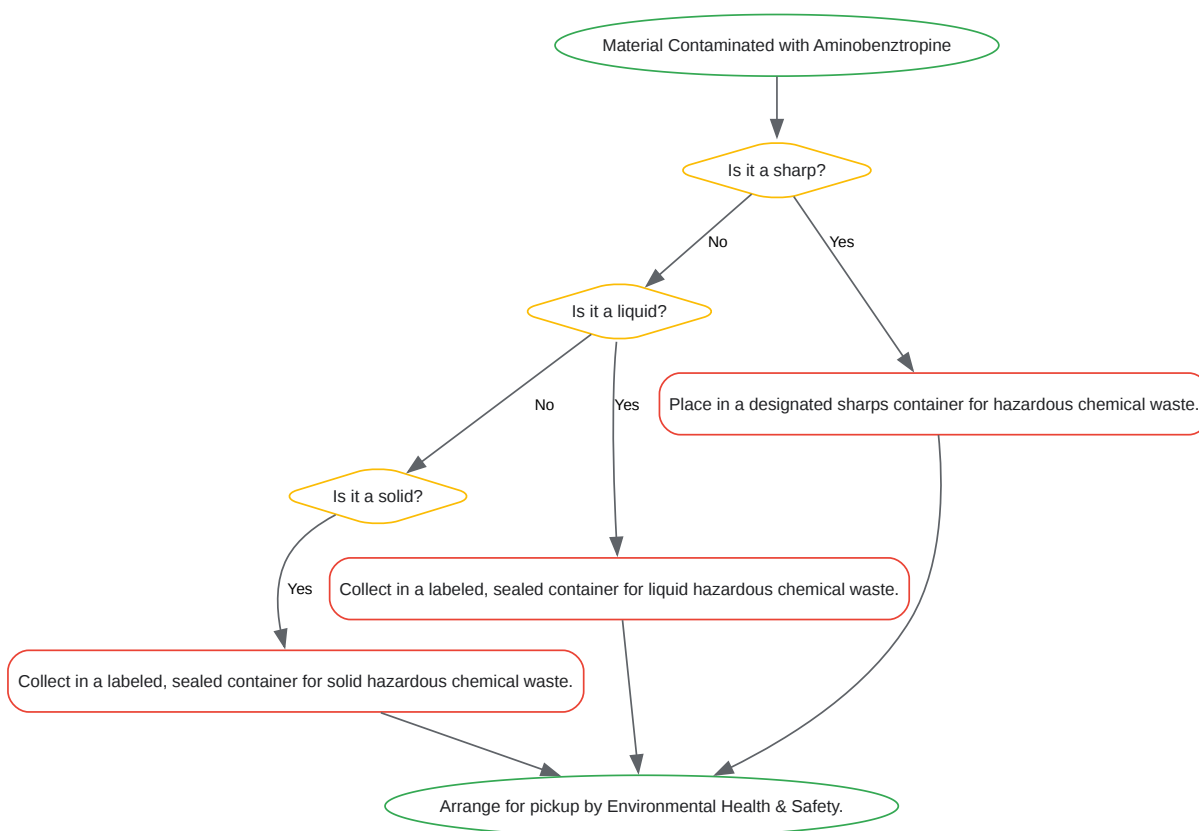 Material Contaminated with Aminobenztropine
Is it a sharp?
No
Yes
Is it a liquid?
No
Yes
Place in a designated sharps container for hazardous chemical waste.
Is it a solid?
Yes
Collect in a labeled, sealed container for liquid hazardous chemical waste.
Collect in a labeled, sealed container for solid hazardous chemical waste.
Arrange for pickup by Environmental Health & Safety.